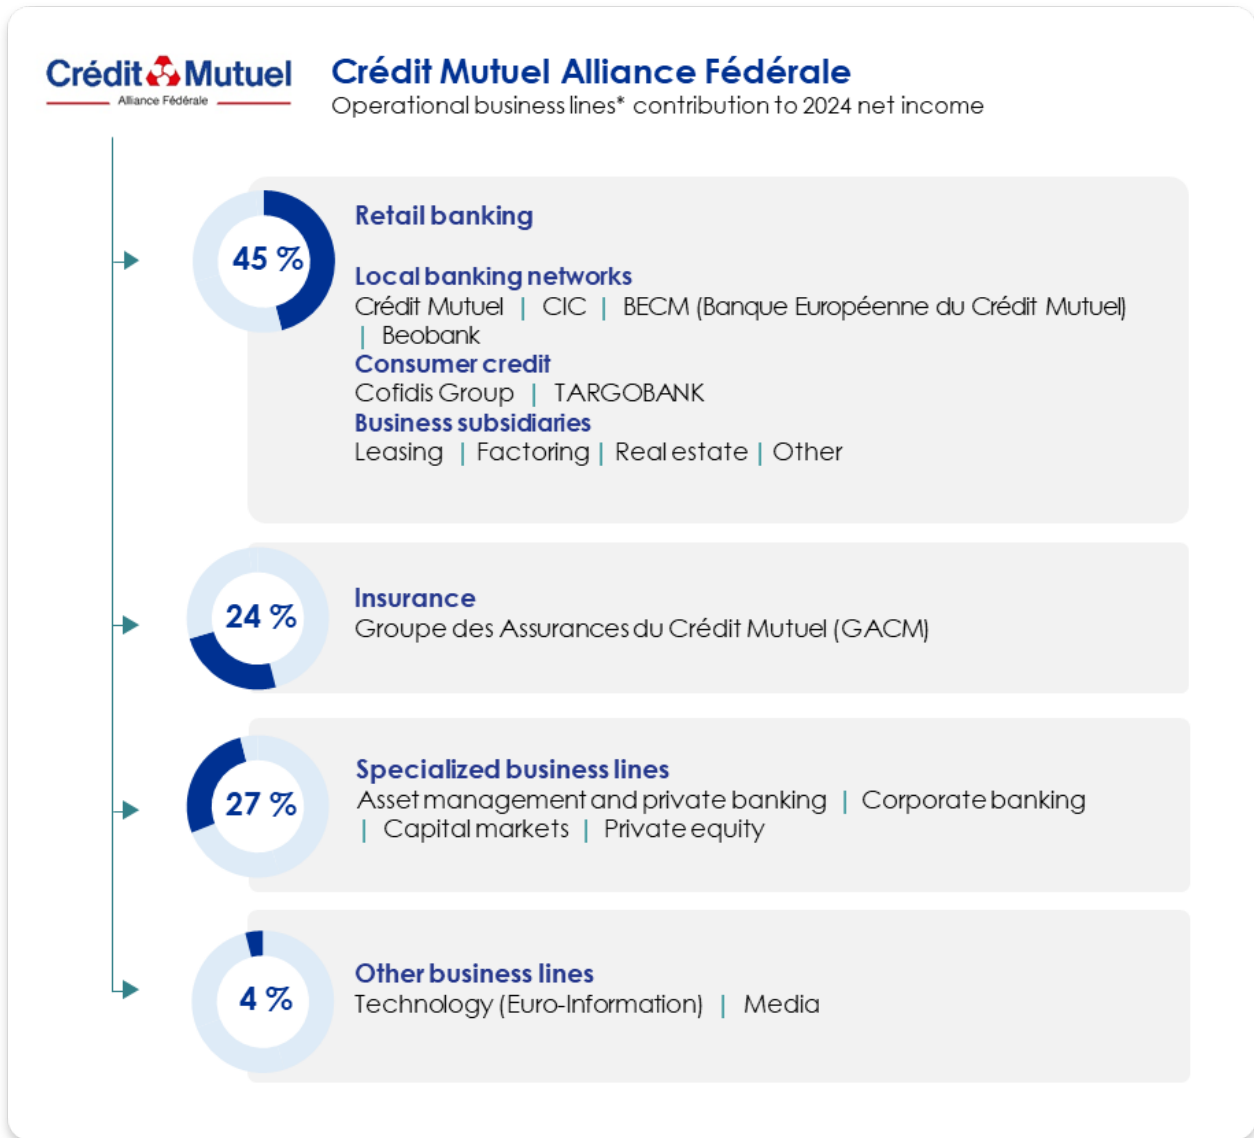 Crédit Mutuel
Alliance Fédérale
Crédit Mutuel Alliance Fédérale
Operational business lines* contribution to 2024 net income
45 %
Retail banking
Local banking networks
Crédit Mutuel | CIC | BECM (Banque Européenne du Crédit Mutuel)
| Beobank
Consumer credit
Cofidis Group | TARGOBANK
Business subsidiaries
Leasing | Factoring | Real estate | Other
24 %
Insurance
Groupe des Assurances du Crédit Mutuel (GACM)
27 %
Specialized business lines
Asset management and private banking | Corporate banking
| Capital markets | Private equity
4 %
Other business lines
Technology (Euro-Information) | Media